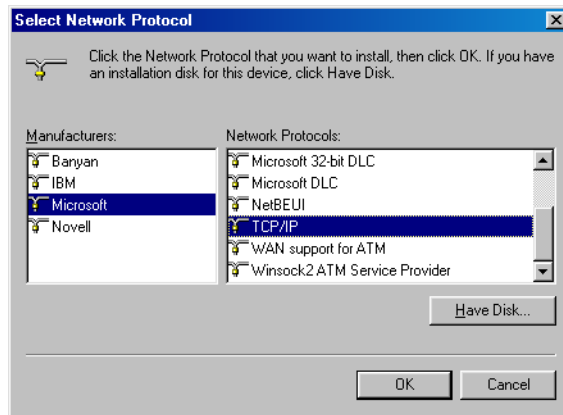 Select Network Protocol
Click the Network Protocol that you want to install, then click OK. If you have
an installation disk for this device, click Have Disk.
Manufacturers:
Banyan
IBM
Microsoft
Novell
Network Protocols:
Microsoft 32-bit DLC
Microsoft DLC
NetBEUI
TCP/IP
WAN support for ATM
Winsock2 ATM Service Provider
Have Disk...
OK
Cancel